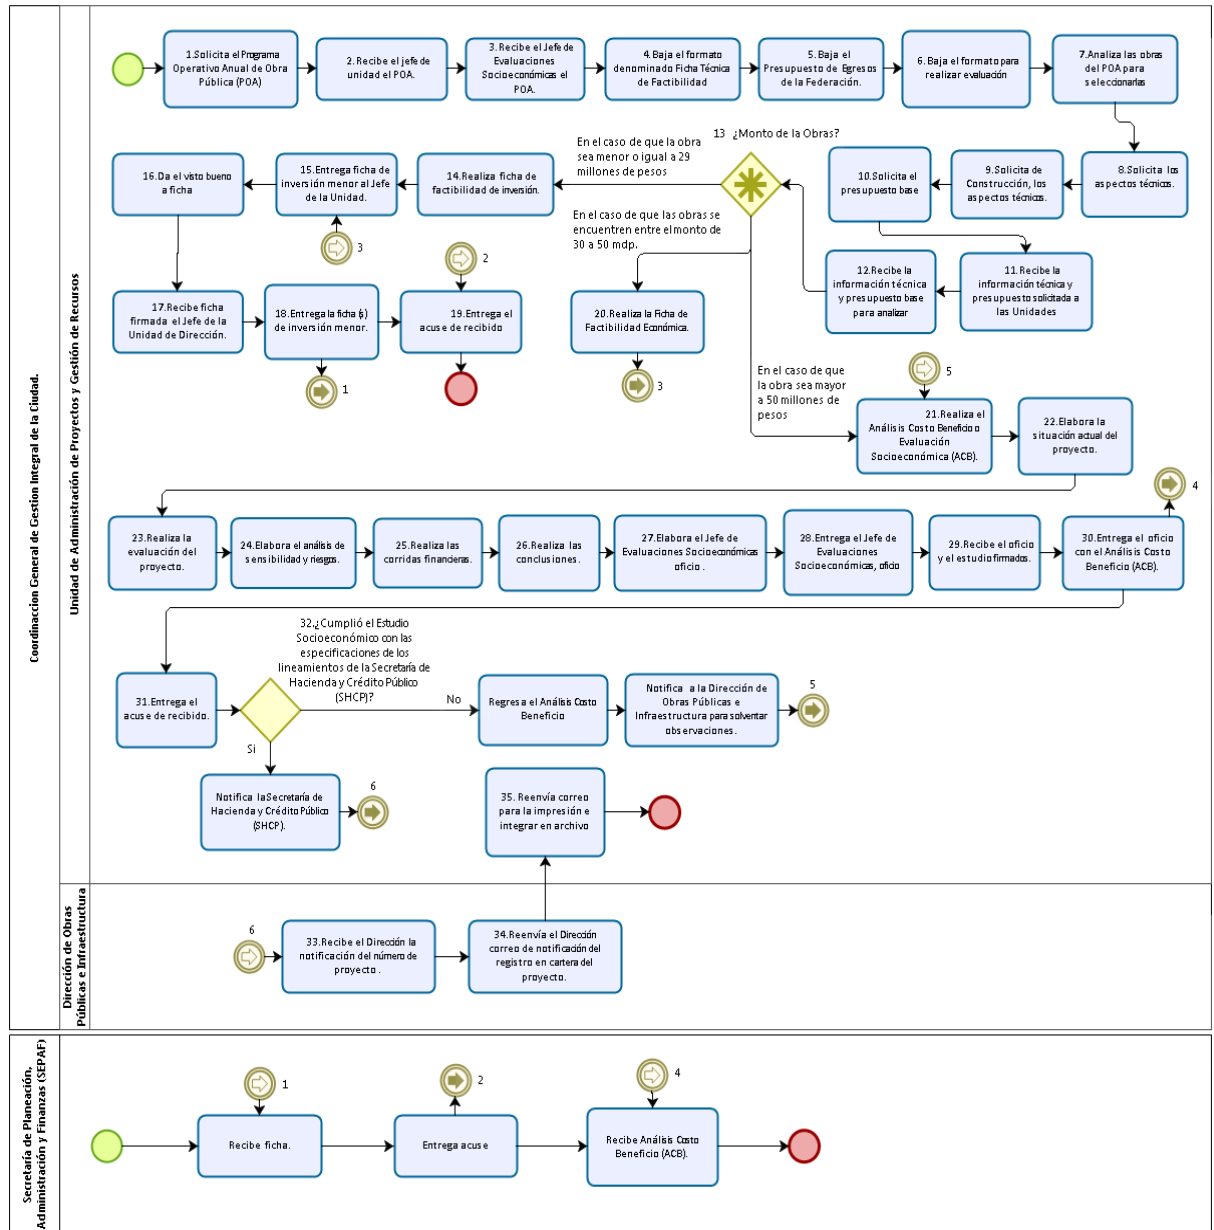 Coordinaccion General de Gestion Integral de la Ciudad.
Unidad de Administración de Proyectos y Gestión de Recursos
1.Solicita el Programa
Operativo Anual de Obra
Pública (POA)
2. Recibe el jefe de
unidad el POA.
3. Recibe el Jefe de
Evaluaciones
Socioeconómicas el
POA.
4. Baja el formato
denominado Ficha Técnica
de Factibilidad
5. Baja el
Presupuesto de Egresos
de la Federación.
6. Baja el formato para
realizar evaluación
7.Analiza las obras
del POA para
seleccionarlas
8.Solicita los
aspectos técnicos.
9.Solicita de
Construcción, los
aspectos técnicos.
10.Solicita el
presupuesto base
11.Recibe la
información técnica y
presupuesto solicitada a
las Unidades
12.Recibe la
información técnica
y presupuesto base
para analizar
13 ¿Monto de la Obras?
En el caso de que la obra
sea menor o igual a 29
millones de pesos
14.Realiza ficha de
factibilidad de inversión.
15.Entrega ficha de
inversión menor al Jefe
de la Unidad.
16.Da el visto bueno
a ficha
3
17.Recibe ficha
firmada el Jefe de la
Unidad de Dirección.
18.Entrega la ficha(s)
de inversión menor.
1
2
19.Entrega el
acuse de recibido
En el caso de que las obras se
encuentren entre el monto de
30 a 50 mdp.
20.Realiza la Ficha de
Factibilidad Económica.
3
En el caso de que
la obra sea mayor
a 50 millones de
pesos
5
21.Realiza el
Análisis Costo
Beneficio o
Evaluación
Socioeconómica (ACB).
22.Elabora la
situación actual del
proyecto.
23.Realiza la
evaluación del
proyecto.
24.Elabora el análisis de
sensibilidad y riesgos.
25.Realiza las
corridas financieras.
26.Realiza las
conclusiones.
27.Elabora el Jefe de
Evaluaciones Socioeconómicas
oficio .
28.Entrega el Jefe de
Evaluaciones
Socioeconómicas, oficio
29.Recibe el oficio
y el estudio firmados.
30.Entrega el oficio
con el Análisis Costo
Beneficio (ACB).
4
31.Entrega el
acuse de recibido.
32.¿Cumplió el Estudio
Socioeconómico con las
especificaciones de los
lineamientos de la Secretaría de
Hacienda y Crédito Público
(SHCP)?
No
Regresa el Análisis Costo
Beneficio
Notifica a la Dirección de
Obras Públicas e
Infraestructura para solventar
observaciones.
5
Si
Notifica la Secretaría de
Hacienda y Crédito Público
(SHCP).
6
35. Reenvía correo
para la impresión e
integrar en archivo
Dirección de Obras
Públicas e Infraestructura
6
33.Recibe el Dirección la
notificación del número de
proyecto .
34.Reenvía el Dirección
correo de notificación del
registro en cartera del
proyecto.
Secretaría de Planeación,
Administración y Finanzas (SEPAF)
1
Recibe ficha.
2
Entrega acuse
4
Recibe Análisis Costo
Beneficio (ACB).